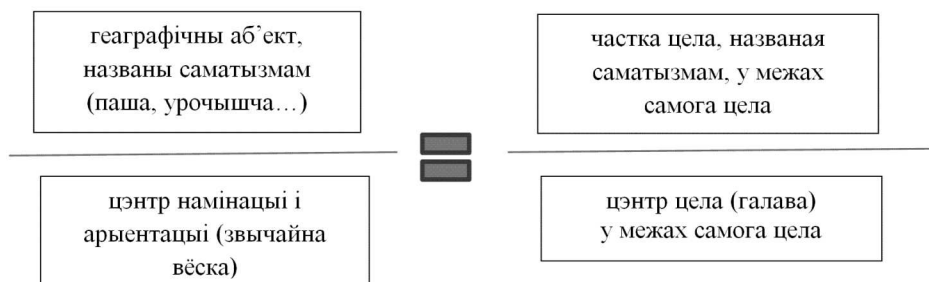 геаграфічны аб’ект,
названы саматызмам
(паша, урочышча…)
частка цела, названая
саматызмам, у межах
самога цела
цэнтр намінацыі і
арыентацыі (звычайна
вёска)
цэнтр цела (галава)
у межах самога цела